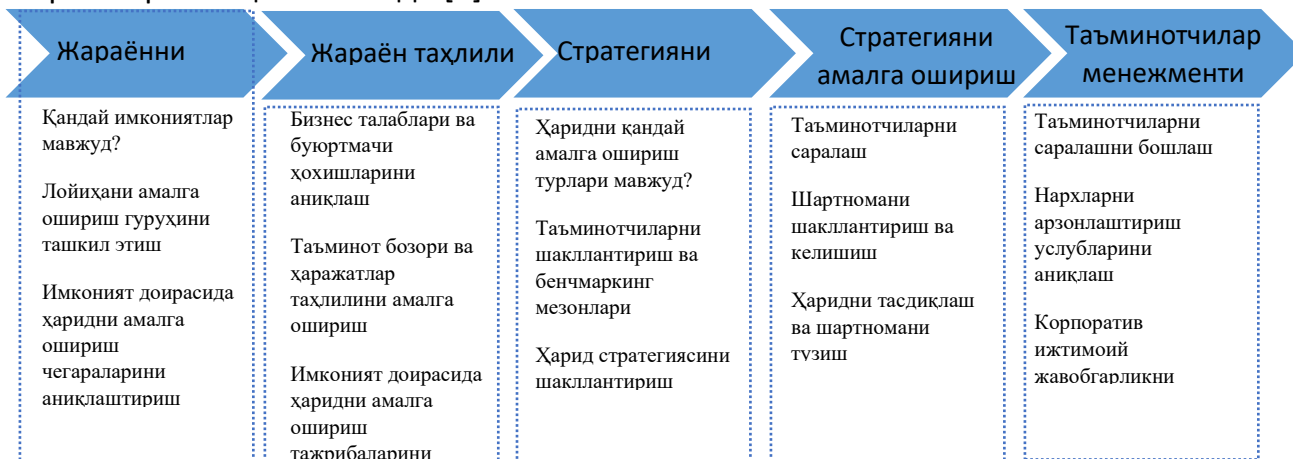 Жараённи
Қандай имкониятлар
мавжуд?
Лойиҳани амалга
ошириш гуруҳини
ташкил этиш
Имконият доирасида
ҳаридни амалга
ошириш
чегараларини
аниқлаштириш
Жараён таҳлили
Бизнес талаблари ва
буюртмачи
ҳохишларини
аниқлаш
Таъминот бозори ва
ҳаражатлар
таҳлилини амалга
ошириш
Имконият доирасида
ҳаридни амалга
ошириш
тажрибаларини
Стратегияни
Ҳаридни қандай
амалга ошириш
турлари мавжуд?
Таъминотчиларни
шакллантириш ва
бенчмаркинг
мезонлари
Ҳарид стратегиясини
шакллантириш
Стратегияни
амалга ошириш
Таъминотчиларни
саралаш
Шартномани
шакллантириш ва
келишиш
Ҳаридни тасдиқлаш
ва шартномани
тузиш
Таъминотчилар
менежменти
Таъминотчиларни
саралашни бошлаш
Нархларни
арзонлаштириш
услубларини
аниқлаш
Корпоратив
ижтимоий
жавобгарликни